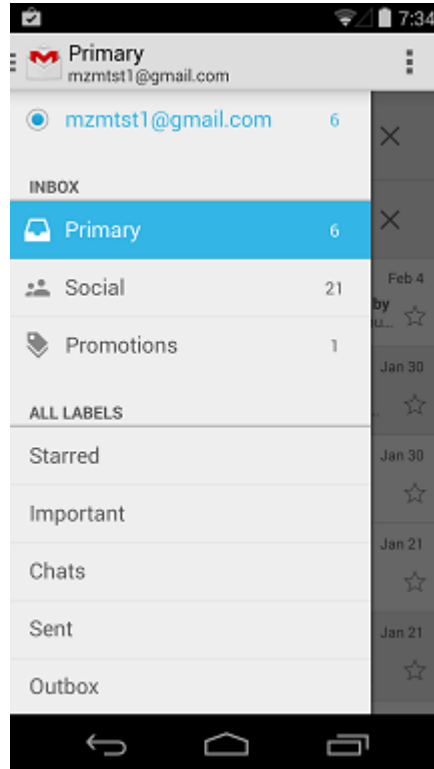 7:34
Primary
mzmtst1@gmail.com
mzmtst1@gmail.com 6
INBOX
Primary 6
Social 21
Promotions 1
ALL LABELS
Starred
Important
Chats
Sent
Outbox
Feb 4
by
u...
Jan 30
Jan 30
Jan 21
Jan 21